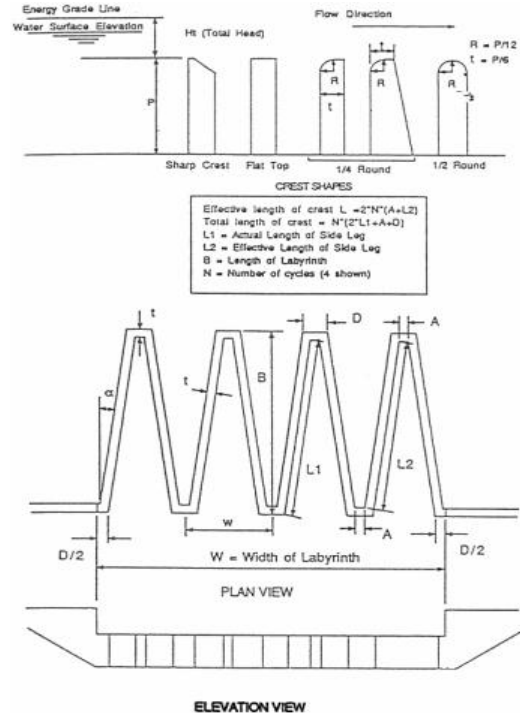 Energy Grade Line
Water Surface Elevation
Ht (Total Head)
Flow Direction
R = P/12
t = P/6
P
R
t
t
R
R
Sharp Crest
Flat Top
1/4 Round
1/2 Round
CREST SHAPES
Effective length of crest L =2*N*(A+L2)
Total length of crest = N*(2*L1+A+D)
L1 = Actual Length of Side Leg
L2 = Effective Length of Side Leg
B = Length of Labyrinth
N = Number of cycles (4 shown)
t
D
A
α
t
B
L1
L2
w
A
D/2
D/2
W = Width of Labyrinth
PLAN VIEW
ELEVATION VIEW